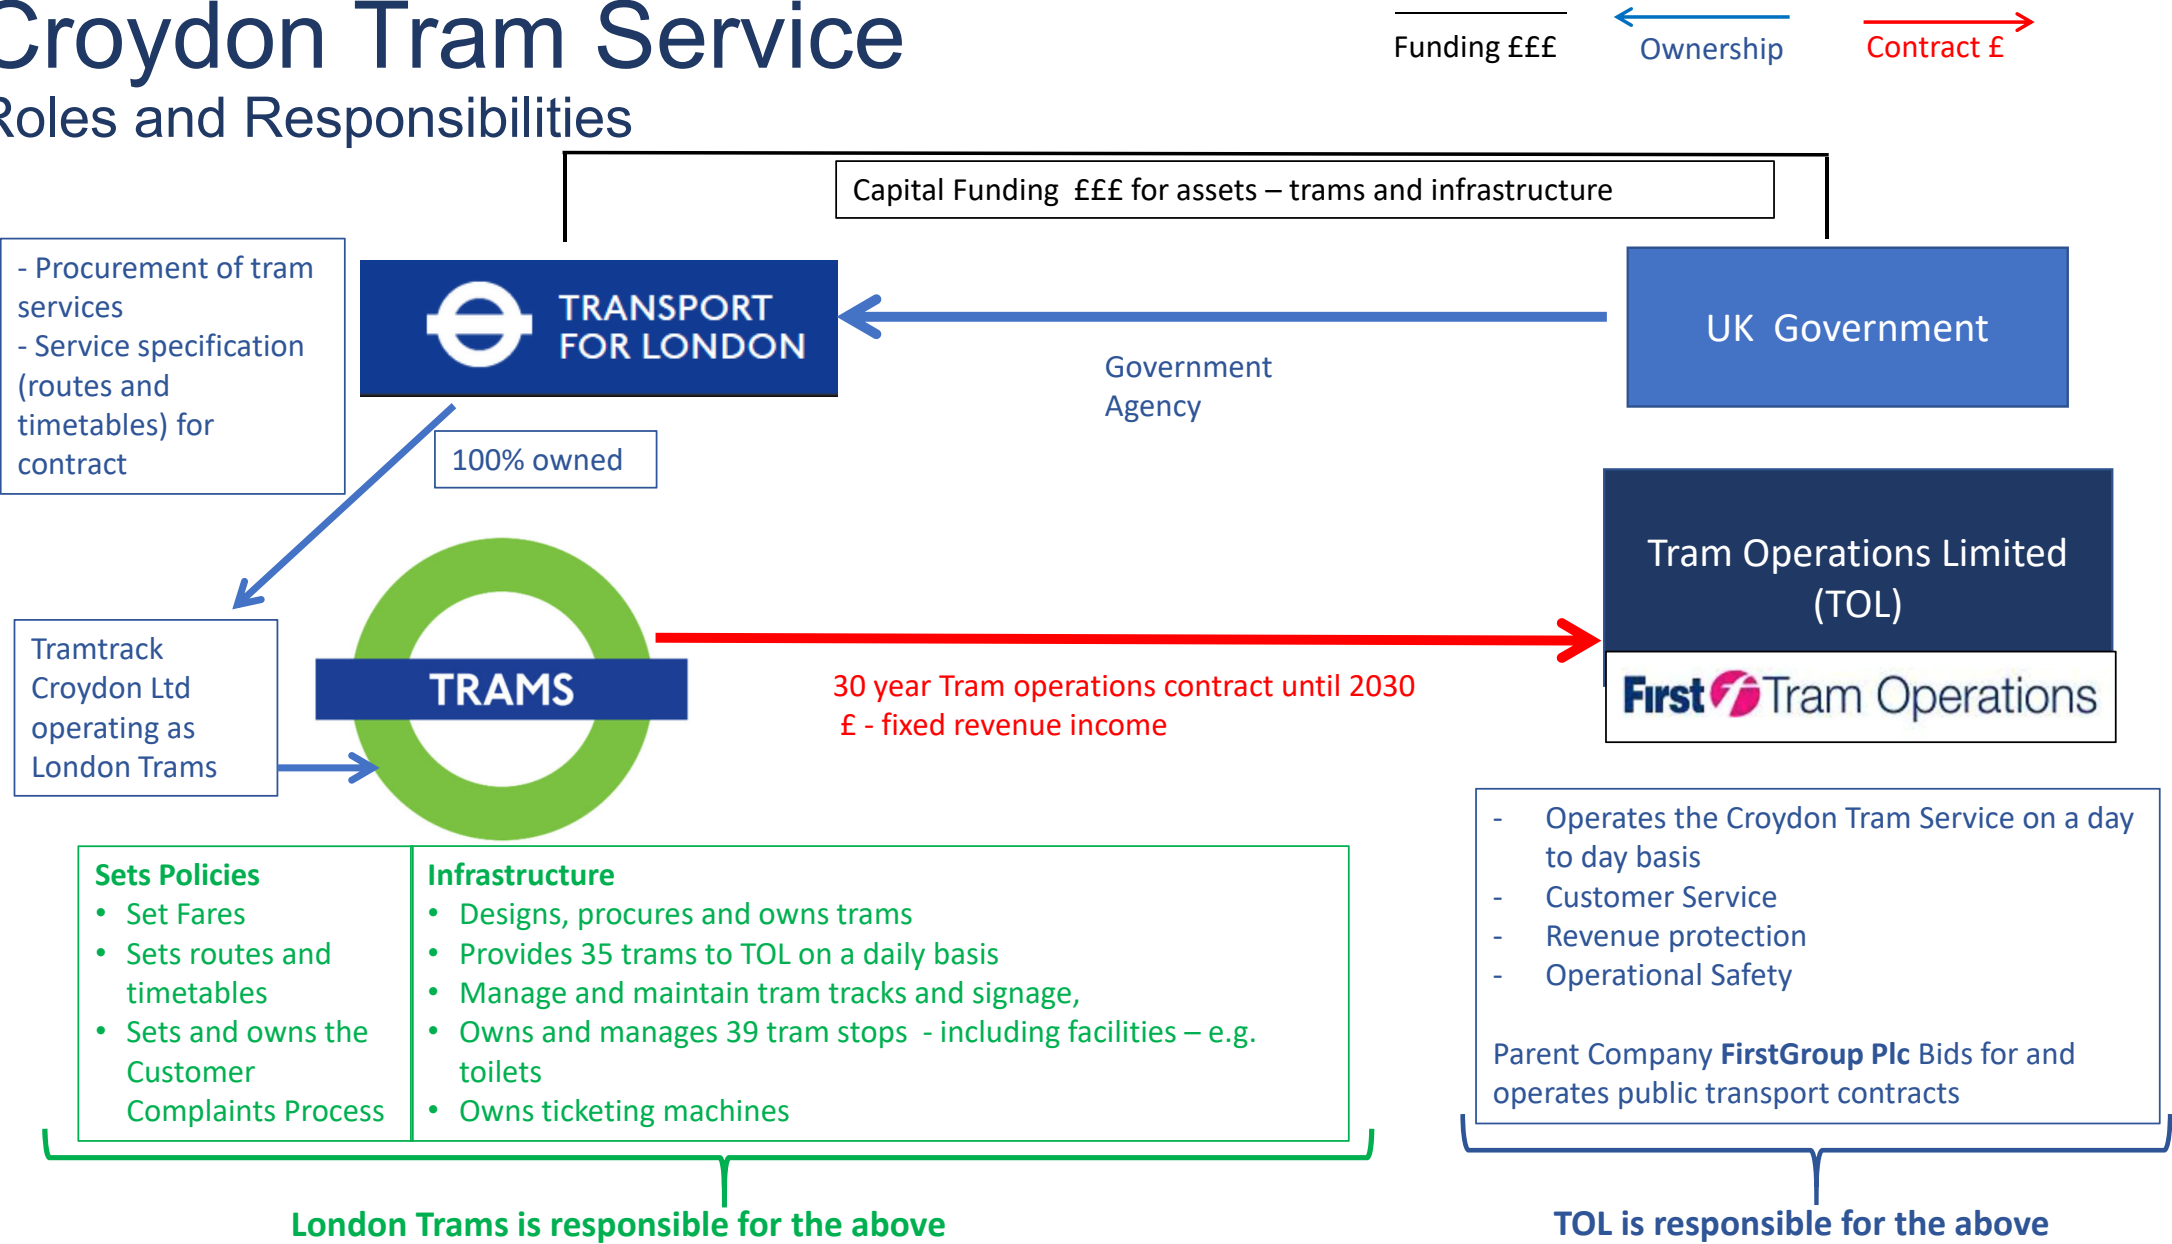 Croydon Tram Service
Roles and Responsibilities
Funding £££
Ownership
Contract £
Capital Funding  £££ for assets – trams and infrastructure
- Procurement of tram
services
- Service specification
(routes and
timetables) for
contract
TRANSPORT
FOR LONDON
Government
Agency
UK  Government
100% owned
Tram Operations Limited
(TOL)
First Tram Operations
Tramtrack
Croydon Ltd
operating as
London Trams
TRAMS
30 year Tram operations contract until 2030
£ - fixed revenue income
Sets Policies
• Set Fares
• Sets routes and
timetables
• Sets and owns the
Customer
Complaints Process
Infrastructure
• Designs, procures and owns trams
• Provides 35 trams to TOL on a daily basis
• Manage and maintain tram tracks and signage,
• Owns and manages 39 tram stops  - including facilities – e.g.
toilets
• Owns ticketing machines
- Operates the Croydon Tram Service on a day
to day basis
- Customer Service
- Revenue protection
- Operational Safety
Parent Company FirstGroup Plc Bids for and
operates public transport contracts
London Trams is responsible for the above
TOL is responsible for the above